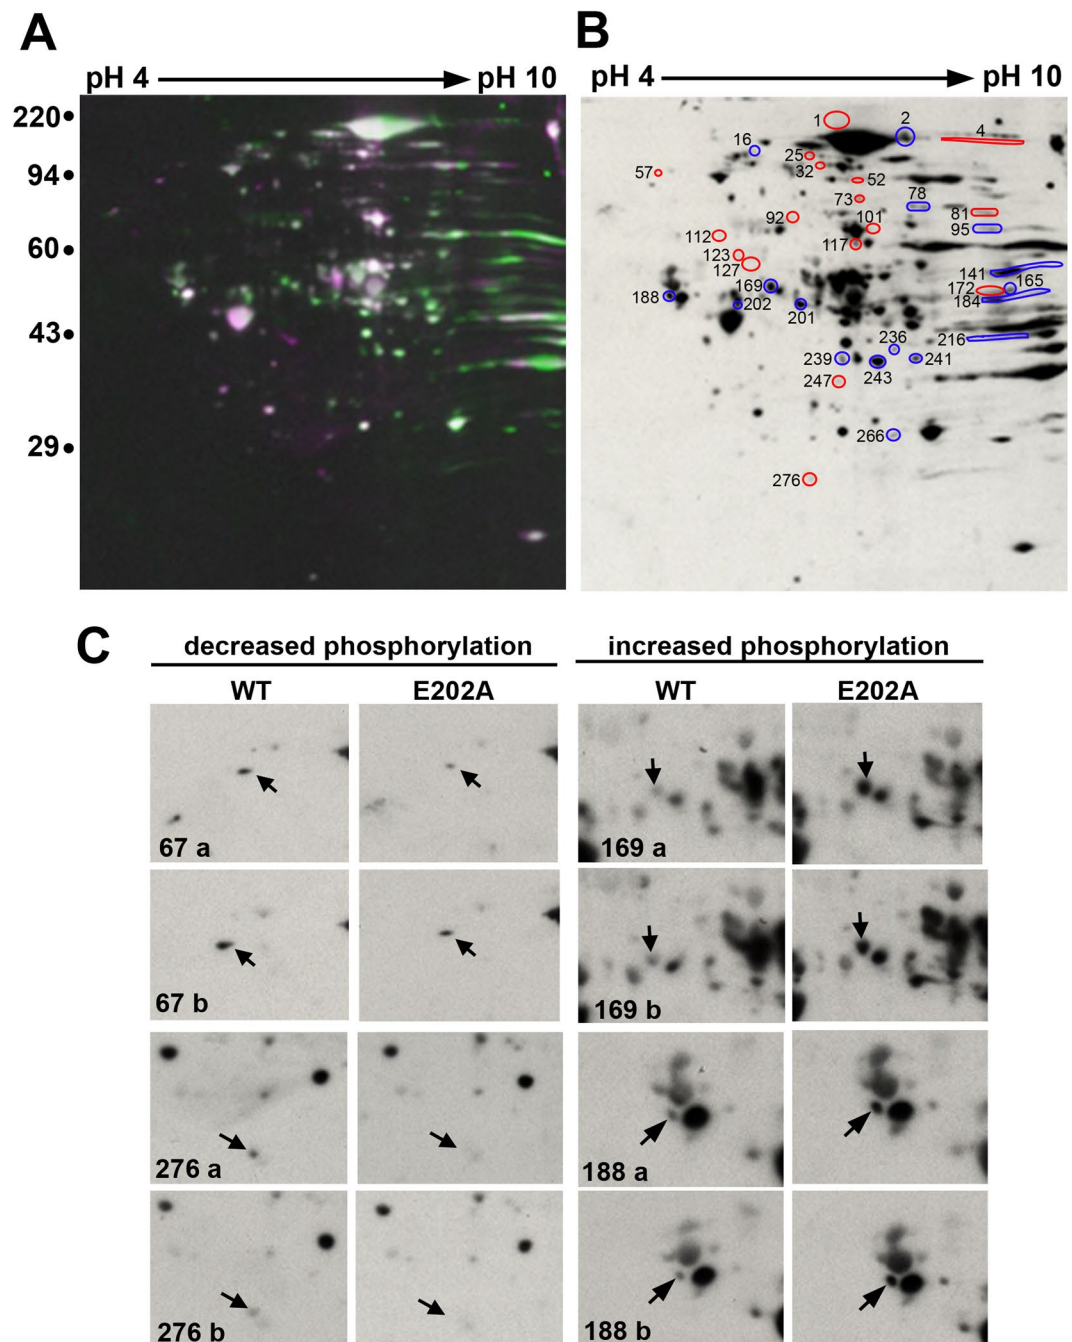 A
B
pH 4
pH 10
pH 4
pH 10
220
94
60
43
29
1
2
4
16
25
32
57
52
73
78
81
92
101
95
112
117
123
127
141
169
172
165
188
202
201
184
216
236
239
241
243
247
266
276
C
decreased phosphorylation
increased phosphorylation
WT
E202A
WT
E202A
67 a
169 a
67 b
169 b
276 a
188 a
276 b
188 b